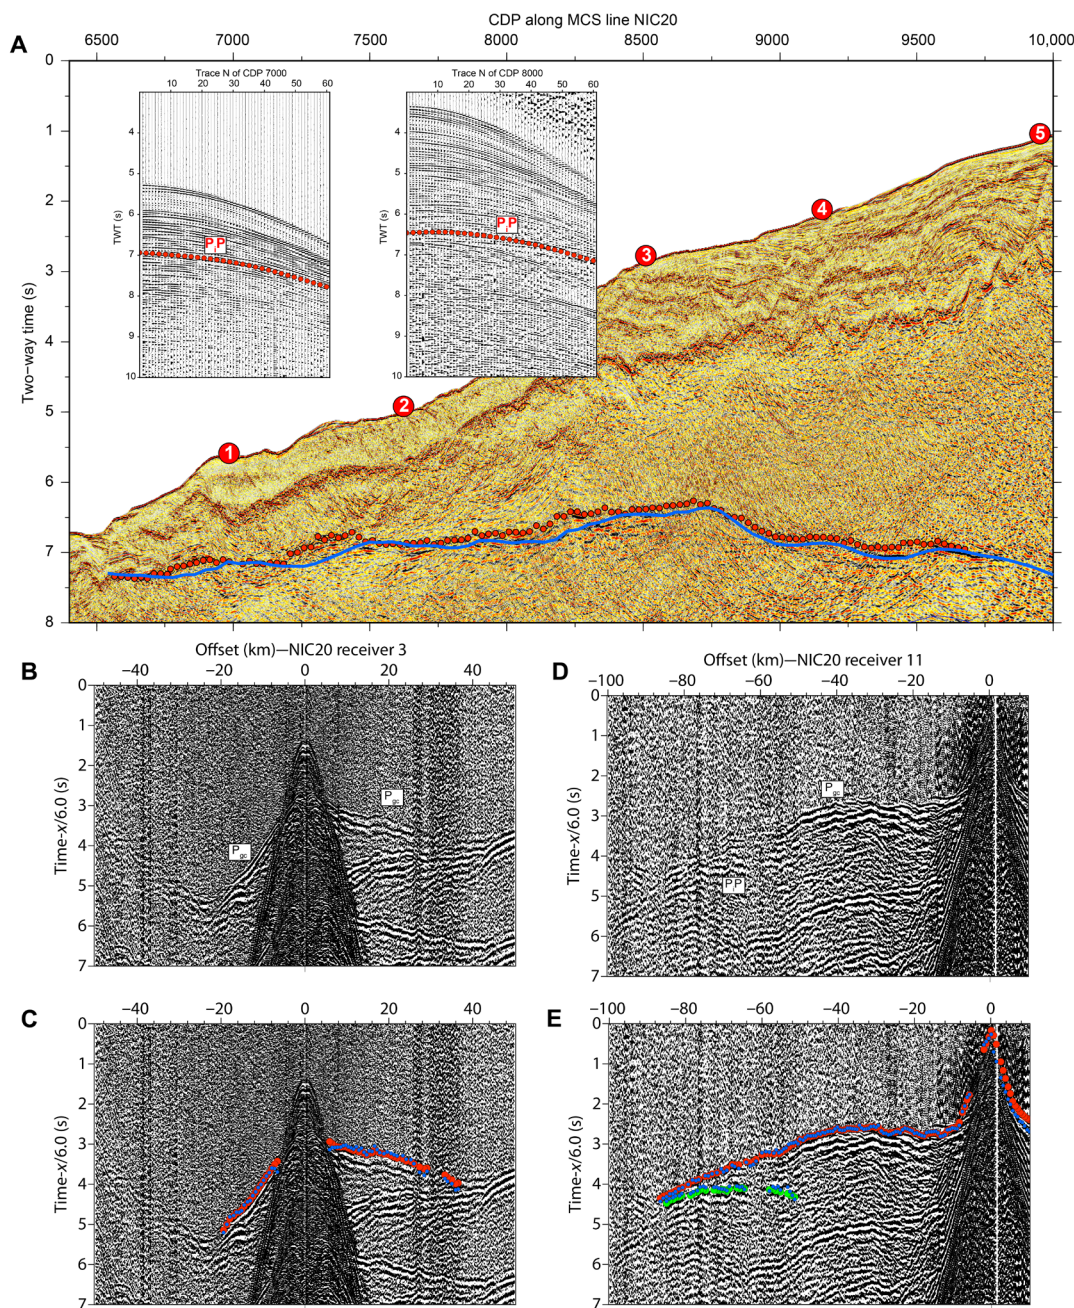 CDP along MCS line NIC20
A
6500 7000 7500 8000 8500 9000 9500 10,000
Two−way time (s)
0
1
2
3
4
5
6
7
8
Trace N of CDP 7000
10 20 30 40 50 60
TWT (s)
4
5
6
7
8
9
10
PiP
Trace N of CDP 8000
10 20 30 40 50 60
TWT (s)
4
5
6
7
8
9
10
PiP
1
2
3
4
5
B
Offset (km)—NIC20 receiver 3
−40 −20 0 20 40
Time-x/6.0 (s)
0
1
2
3
4
5
6
7
Pgc
Pgc
D
Offset (km)—NIC20 receiver 11
−100 −80 −60 −40 −20 0
Time-x/6.0 (s)
0
1
2
3
4
5
6
7
Pgc
PiP
C
−40 −20 0 20 40
Time-x/6.0 (s)
0
1
2
3
4
5
6
7
E
−100 −80 −60 −40 −20 0
Time-x/6.0 (s)
0
1
2
3
4
5
6
7